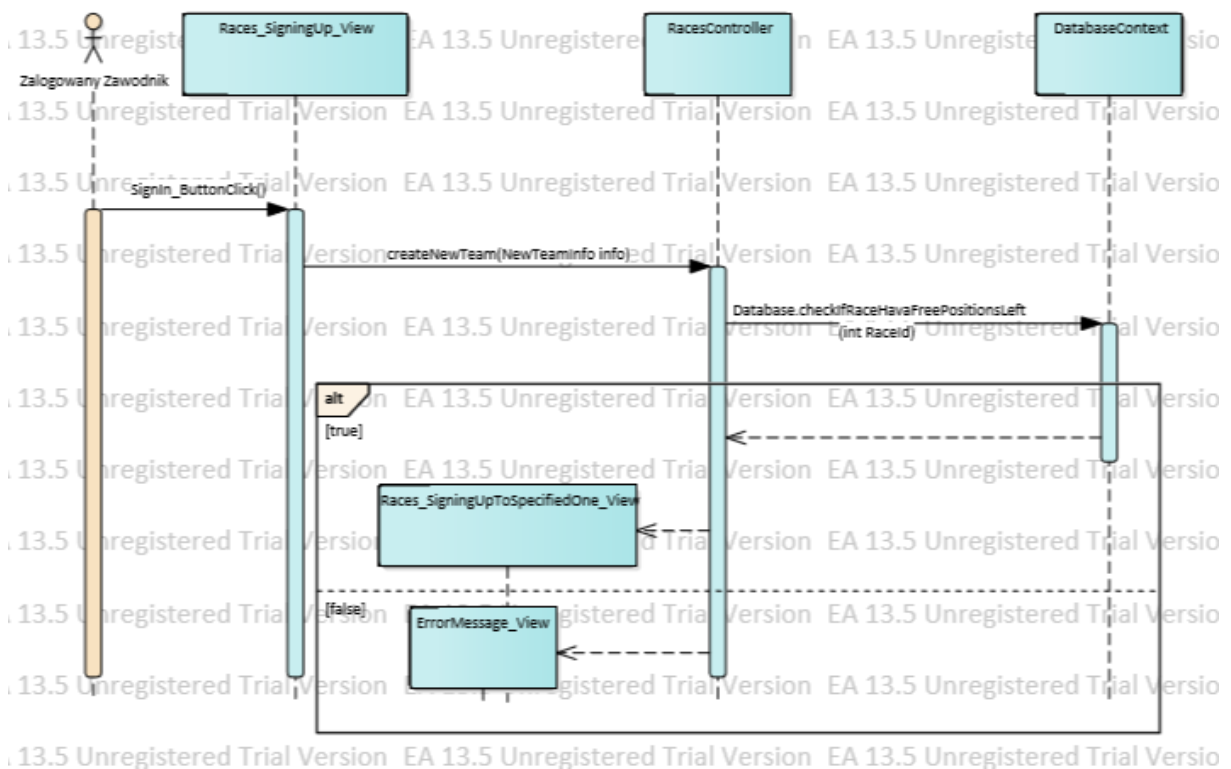 Races_SigningUp_View
RacesController
DatabaseContext
Zalogowany Zawodnik
SignIn_ButtonClick()
createNewTeam(NewTeamInfo info)
Database.checkIfRaceHavaFreePositionsLeft
(int RaceId)
alt
[true]
Races_SigningUpToSpecifiedOne_View
[false]
ErrorMessage_View
EA 13.5 Unregistered Trial Version